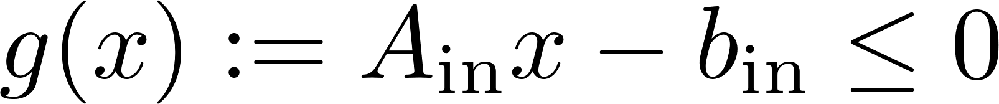 g(x) := A_in x − b_in ≤ 0